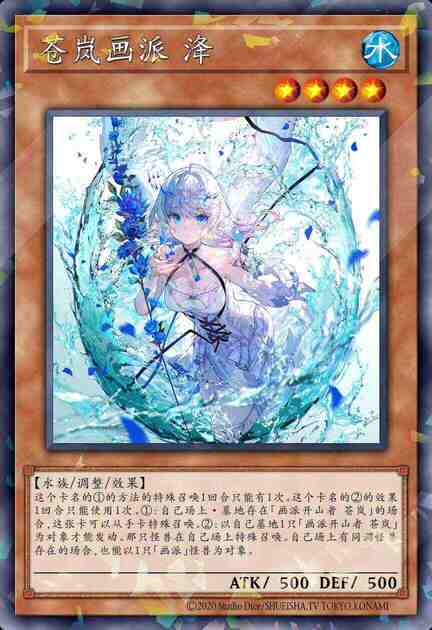 苍岚画派 泽
水
【水族/调整/效果】
这个卡名的①的方法的特殊召唤1回合只能有1次。这个卡名的②的效果
1回合只能使用1次。①:自己场上·墓地存在「画派开山者 苍岚」的场
合,这张卡可以从手卡特殊召唤。②:以自己墓地1只「画派开山者 苍岚」
为对象才能发动。那只怪兽在自己场上特殊召唤。自己场上有同调怪兽
存在的场合,也能以1只「画派」怪兽为对象。
ATK/ 500 DEF/ 500
©2020 Studio Dice/SHUEISHA,TV TOKYO,KONAMI